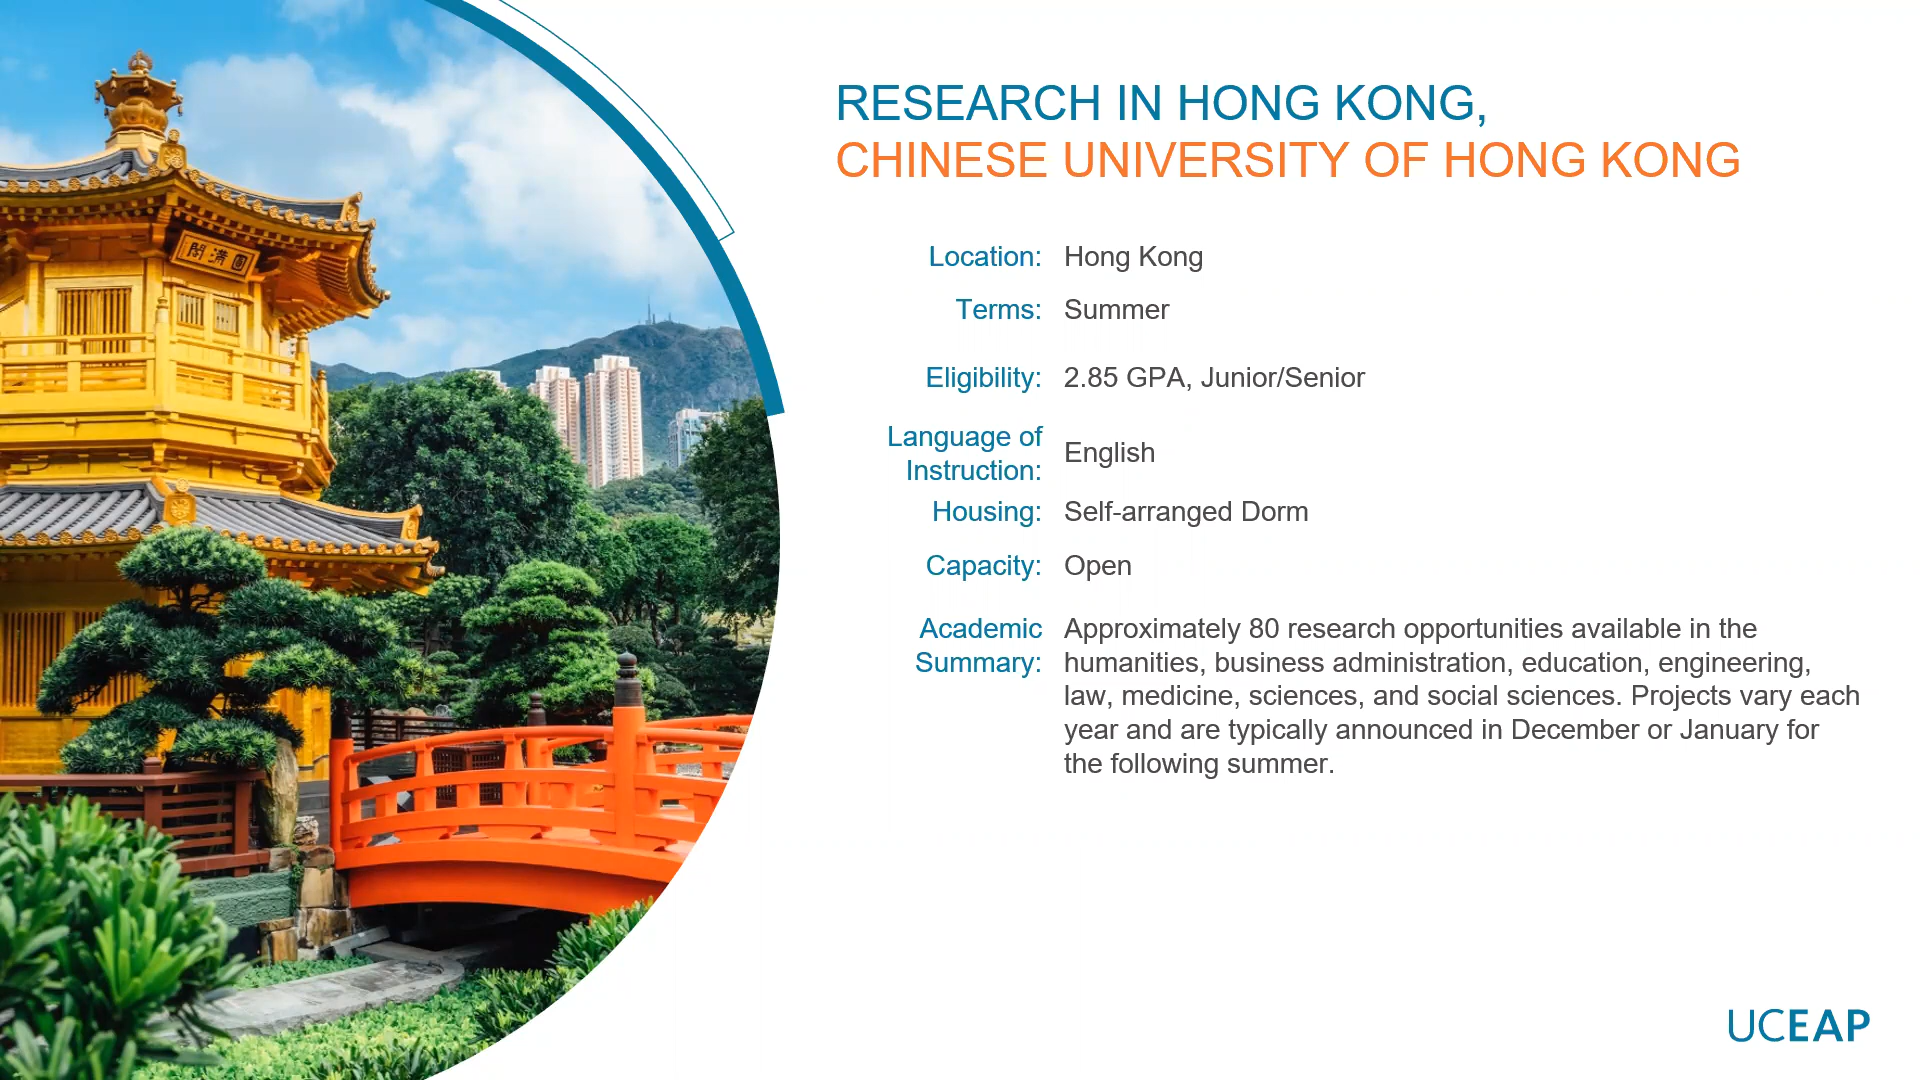 圓滿閣
RESEARCH IN HONG KONG,
CHINESE UNIVERSITY OF HONG KONG
Location: Hong Kong
Terms: Summer
Eligibility: 2.85 GPA, Junior/Senior
Language of
Instruction: English
Housing: Self-arranged Dorm
Capacity: Open
Academic Summary: Approximately 80 research opportunities available in the
humanities, business administration, education, engineering,
law, medicine, sciences, and social sciences. Projects vary each
year and are typically announced in December or January for
the following summer.
UCEAP